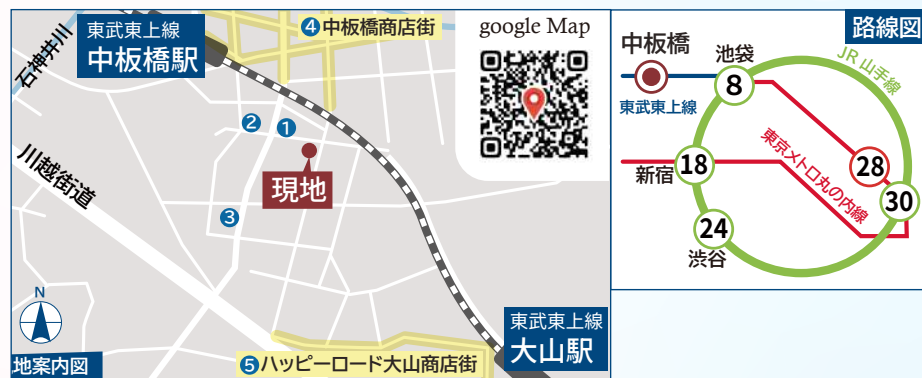 東武東上線
中板橋駅
石神井川
❹中板橋商店街
google Map
❷
❶
現地
川越街道
❸
N
地案内図
❺ハッピーロード大山商店街
東武東上線
大山駅
路線図
中板橋
池袋
JR山手線
8
東武東上線
東京メトロ丸の内線
新宿
18
28
30
24
渋谷